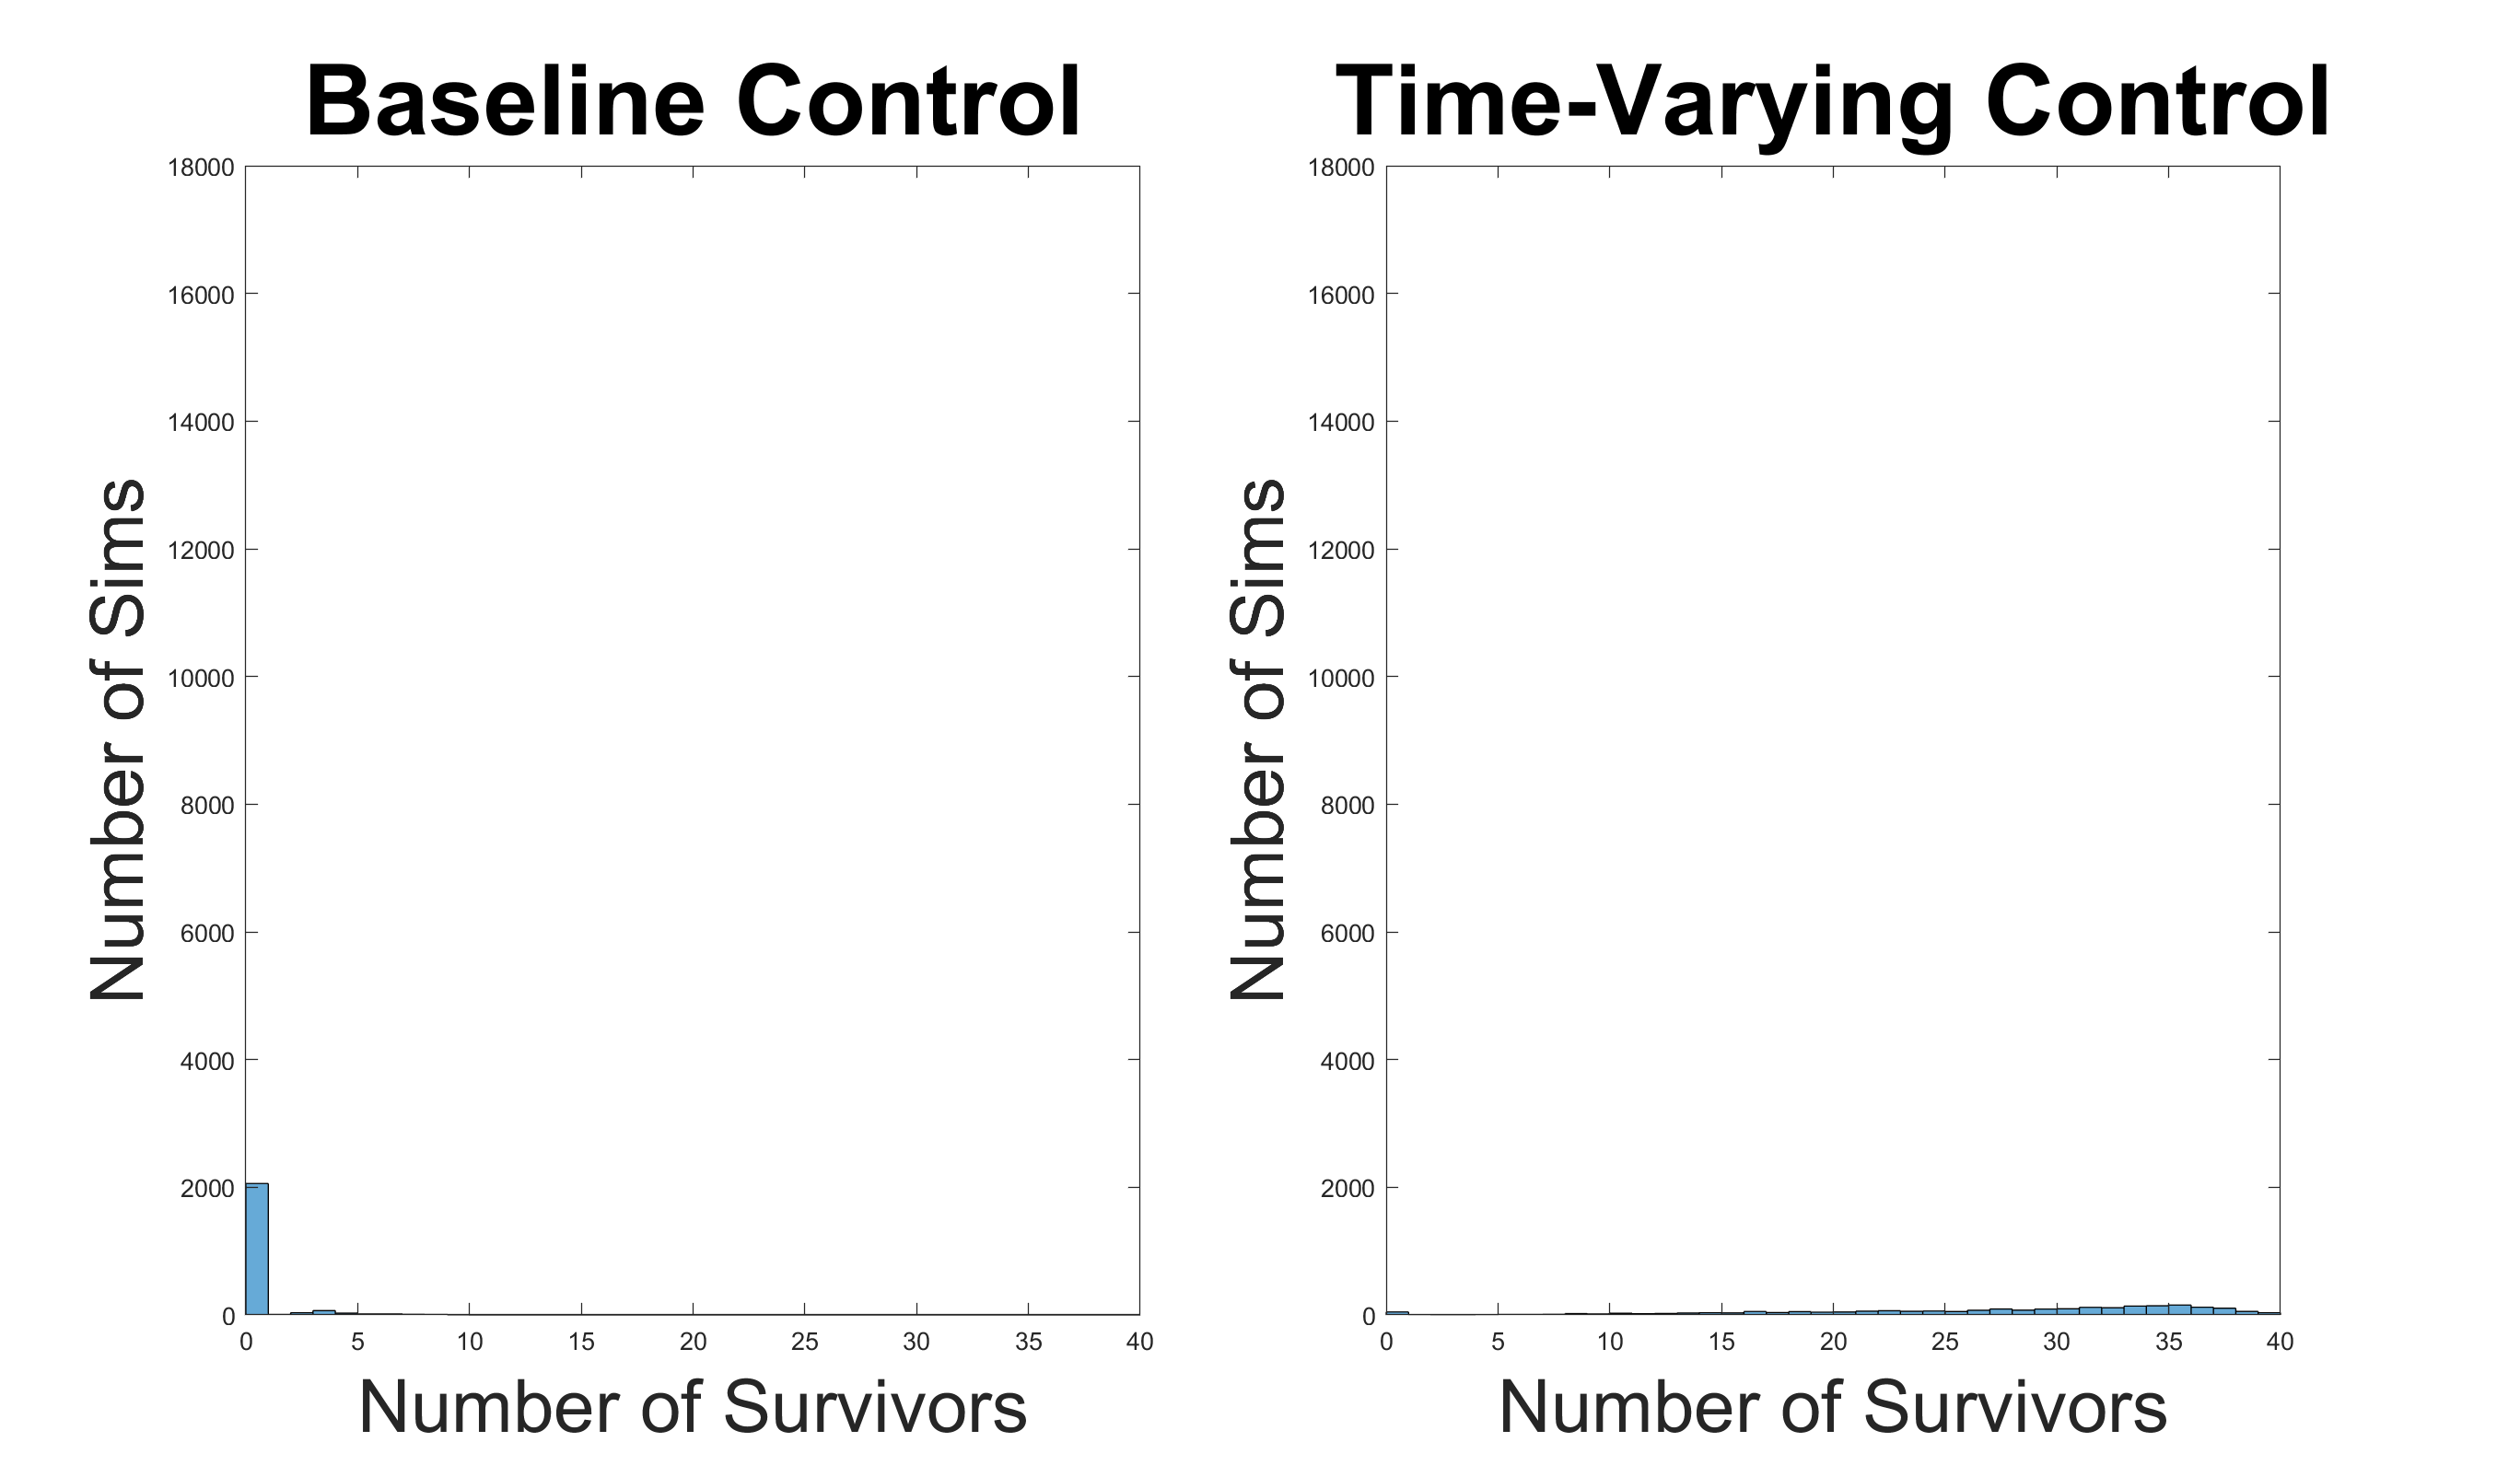 Baseline Control
18000
16000
14000
12000
10000
8000
6000
4000
2000
0
Number of Sims
0 5 10 15 20 25 30 35 40
Number of Survivors
Time-Varying Control
18000
16000
14000
12000
10000
8000
6000
4000
2000
0
Number of Sims
0 5 10 15 20 25 30 35 40
Number of Survivors